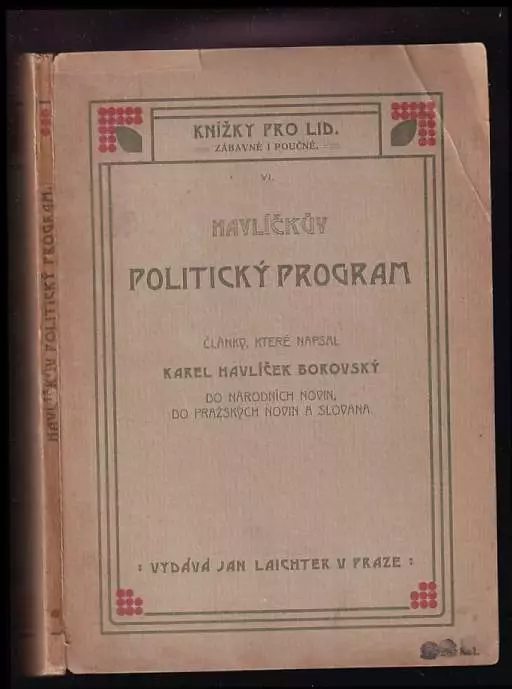 KNÍŽKY PRO LID.
ZÁBAVNÉ I POUČNÉ.
VI.
HAVLÍČKŮV
POLITICKÝ PROGRAM
ČLÁNKY, KTERÉ NAPSAL
KAREL HAVLÍČEK BOROVSKÝ
DO NÁRODNÍCH NOVIN,
DO PRAŽSKÝCH NOVIN A SLOVANA
: VYDÁVÁ JAN LAICHTER V PRAZE :
HAVLÍČKŮV POLITICKÝ PROGRAM.